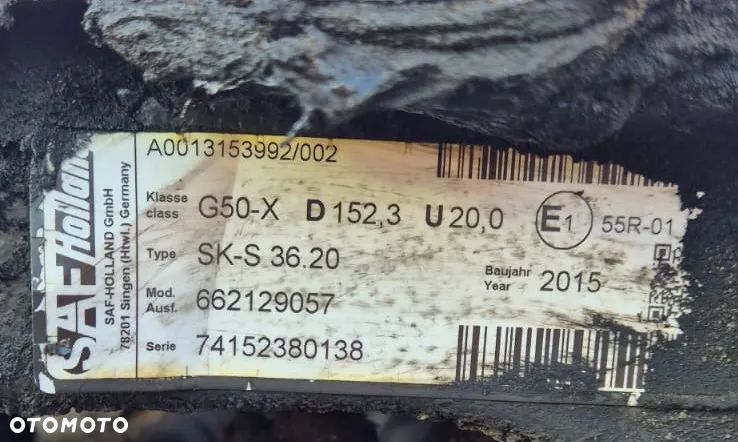 SAF Holland
SAF-HOLLAND GmbH
78201 Singen (Htwl.) Germany
A0013153992/002
Klasse class G50-X D 152,3 U 20,0 E1 55R-01
Type SK-S 36.20 Baujahr Year 2015
Mod. Ausf. 662129057
Serie 74152380138
OTOMOTO